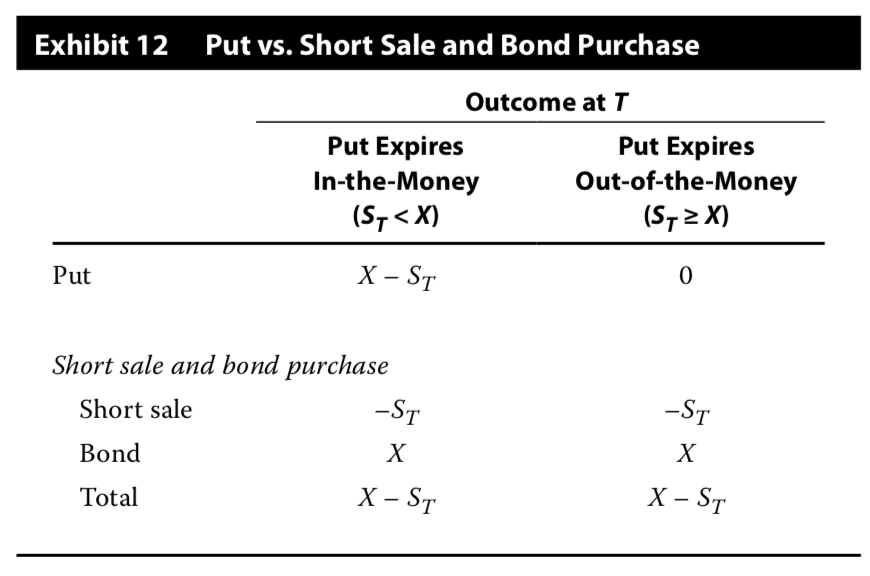 Exhibit 12 Put vs. Short Sale and Bond Purchase
Outcome at T
Put Expires In-the-Money (S_T < X) Put Expires Out-of-the-Money (S_T ≥ X)
Put X – S_T 0
Short sale and bond purchase
Short sale –S_T –S_T
Bond X X
Total X – S_T X – S_T